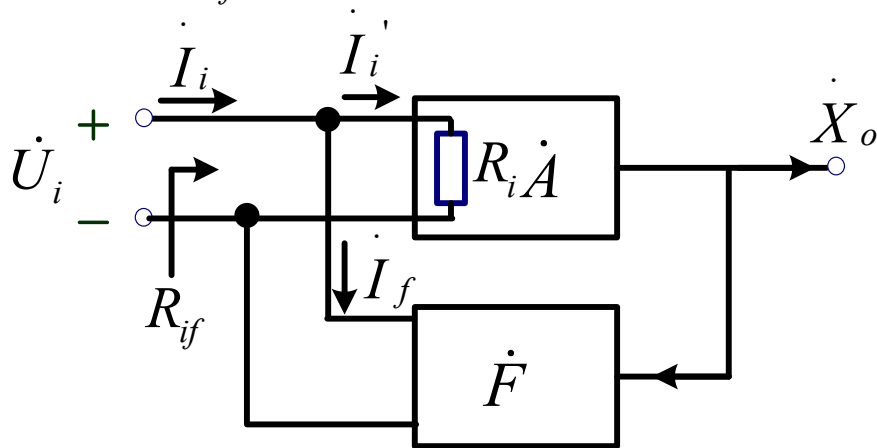 İ_i
İ_i'
+
U̇_i
−
R_i
Ȧ
Ẋ_o
R_if
İ_f
Ḟ